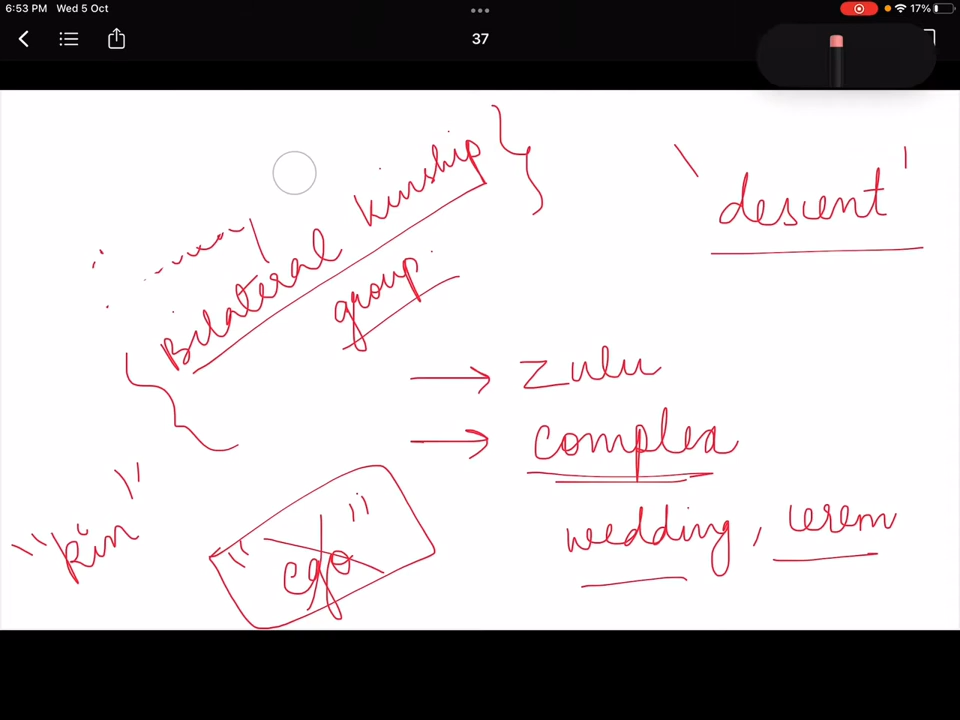 6:53 PM Wed 5 Oct
17%
37
Bilateral kinship
group.
'descent'
→ zulu
→ complex
wedding, cerem
"kin"
"ego"